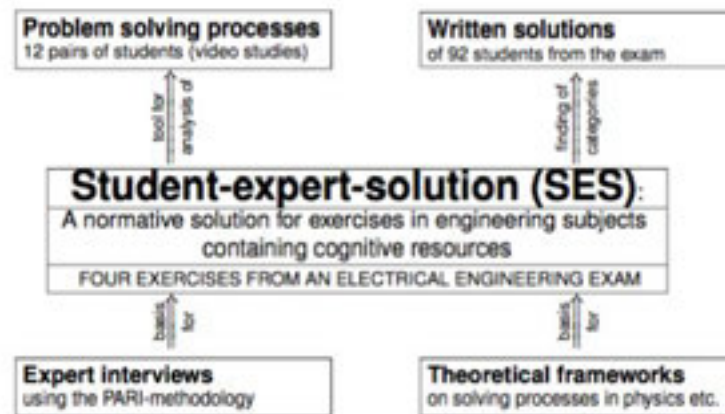 Problem solving processes
12 pairs of students (video studies)
Written solutions
of 92 students from the exam
tool for
analysis of
finding of
categories
Student-expert-solution (SES):
A normative solution for exercises in engineering subjects
containing cognitive resources
FOUR EXERCISES FROM AN ELECTRICAL ENGINEERING EXAM
basis
for
basis
for
Expert interviews
using the PARI-methodology
Theoretical frameworks
on solving processes in physics etc.